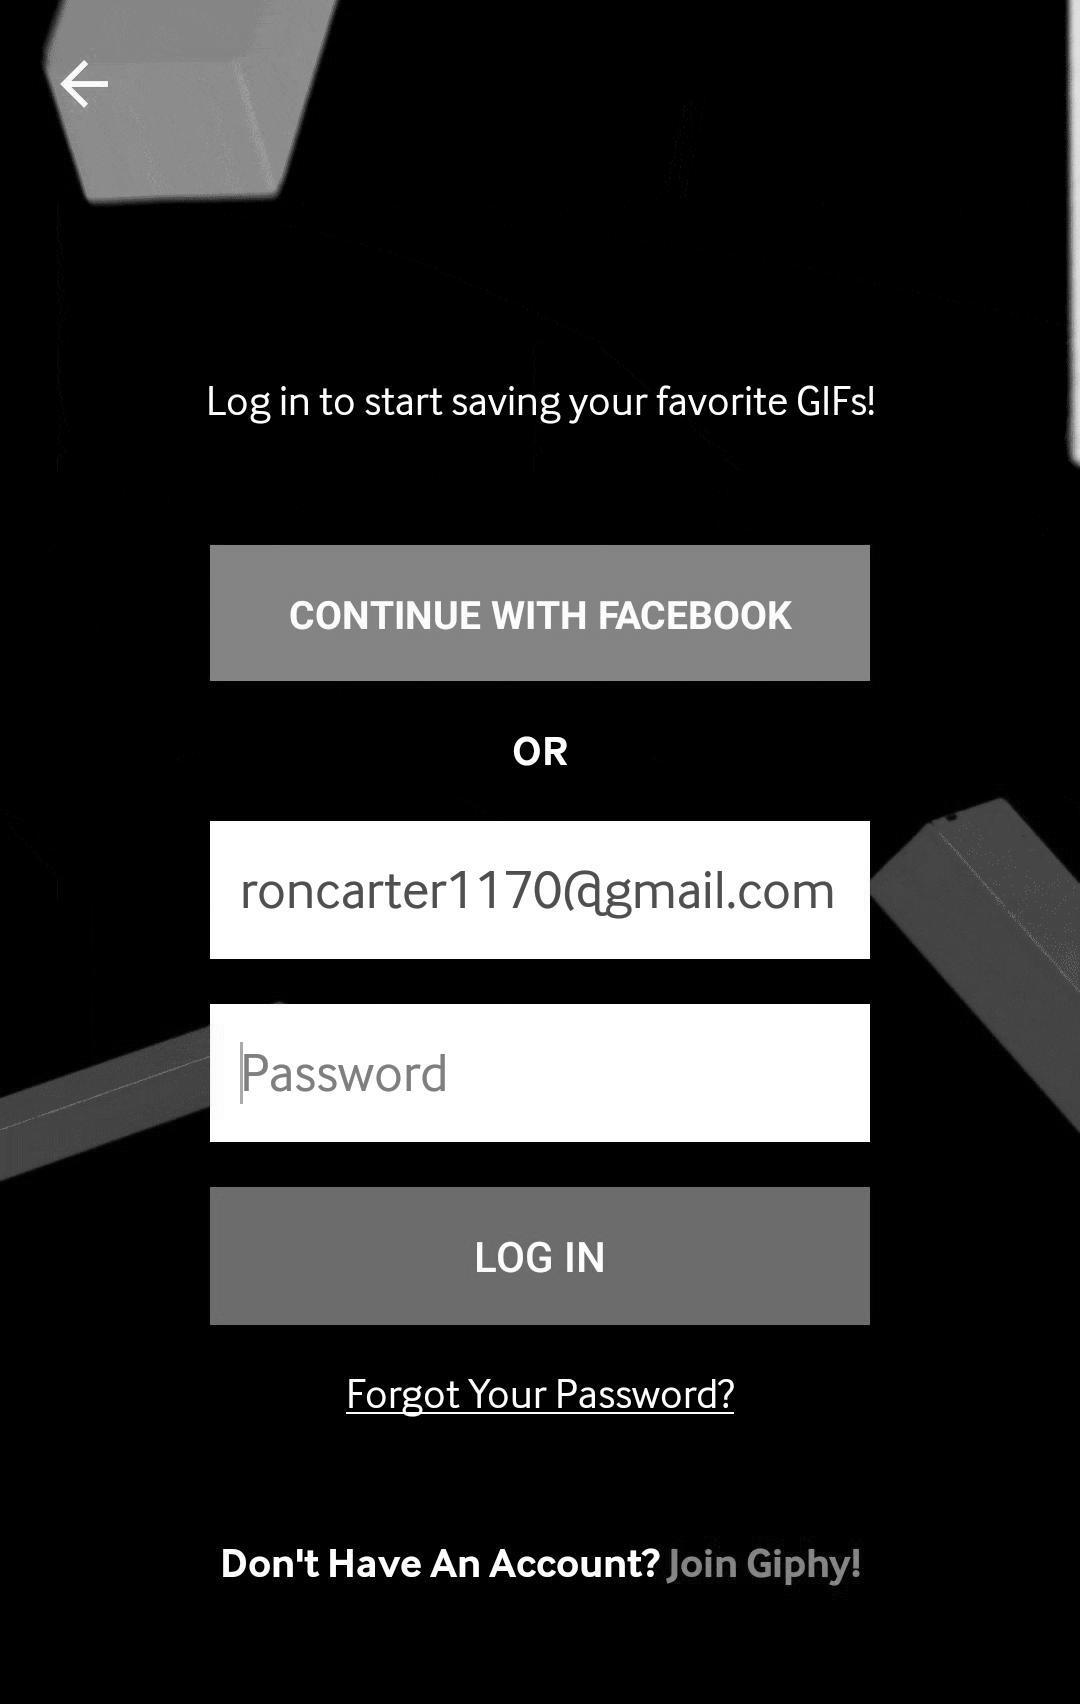 Log in to start saving your favorite GIFs!
CONTINUE WITH FACEBOOK
OR
roncarter1170@gmail.com
Password
LOG IN
Forgot Your Password?
Don't Have An Account? Join Giphy!